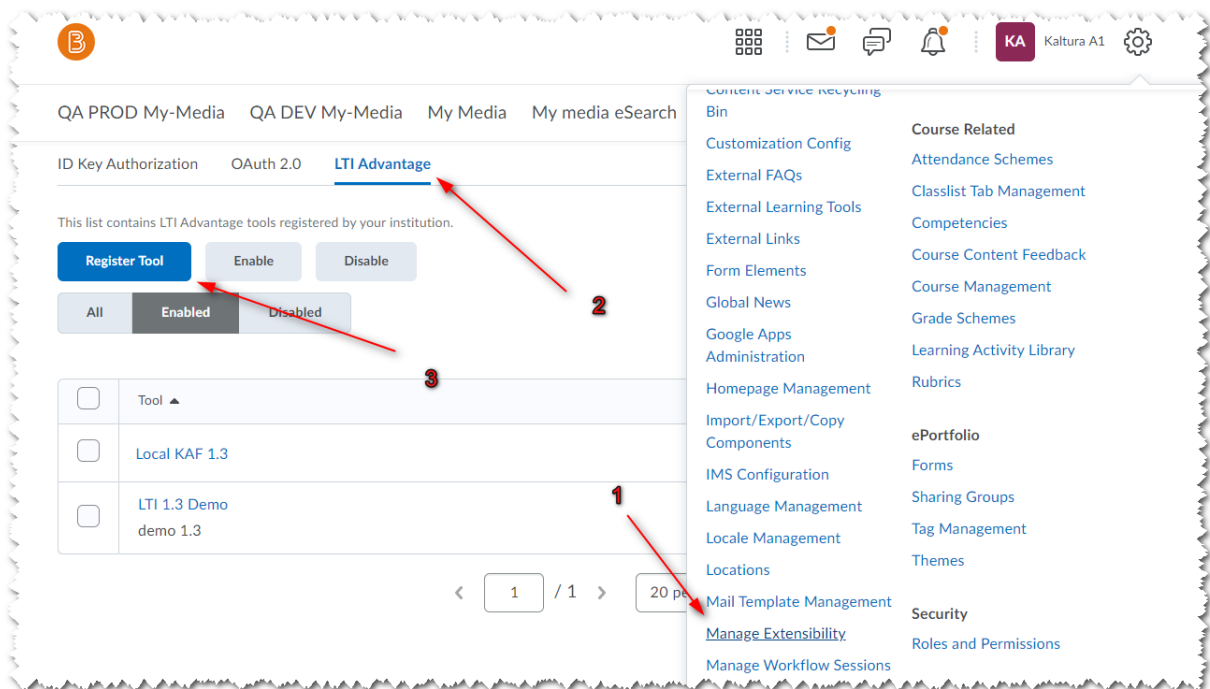 B
KA
Kaltura A1
QA PROD My-Media
QA DEV My-Media
My Media
My media eSearch
ID Key Authorization
OAuth 2.0
LTI Advantage
This list contains LTI Advantage tools registered by your institution.
Register Tool
Enable
Disable
All
Enabled
Disabled
2
3
Tool
Local KAF 1.3
LTI 1.3 Demo
demo 1.3
1
/ 1
20 pe
1
Content Service Recycling
Bin
Customization Config
External FAQs
External Learning Tools
External Links
Form Elements
Global News
Google Apps
Administration
Homepage Management
Import/Export/Copy
Components
IMS Configuration
Language Management
Locale Management
Locations
Mail Template Management
Manage Extensibility
Manage Workflow Sessions
Course Related
Attendance Schemes
Classlist Tab Management
Competencies
Course Content Feedback
Course Management
Grade Schemes
Learning Activity Library
Rubrics
ePortfolio
Forms
Sharing Groups
Tag Management
Themes
Security
Roles and Permissions